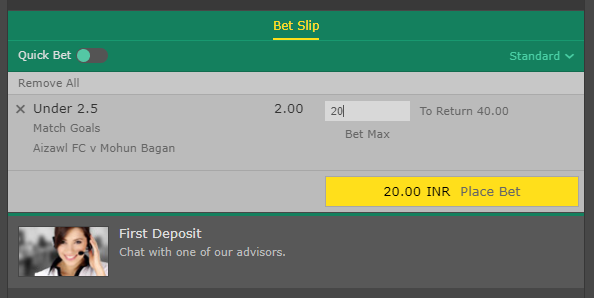 Bet Slip
Quick Bet
Standard
Remove All
× Under 2.5 2.00 20 To Return 40.00
Match Goals Bet Max
Aizawl FC v Mohun Bagan
20.00 INR Place Bet
First Deposit
Chat with one of our advisors.